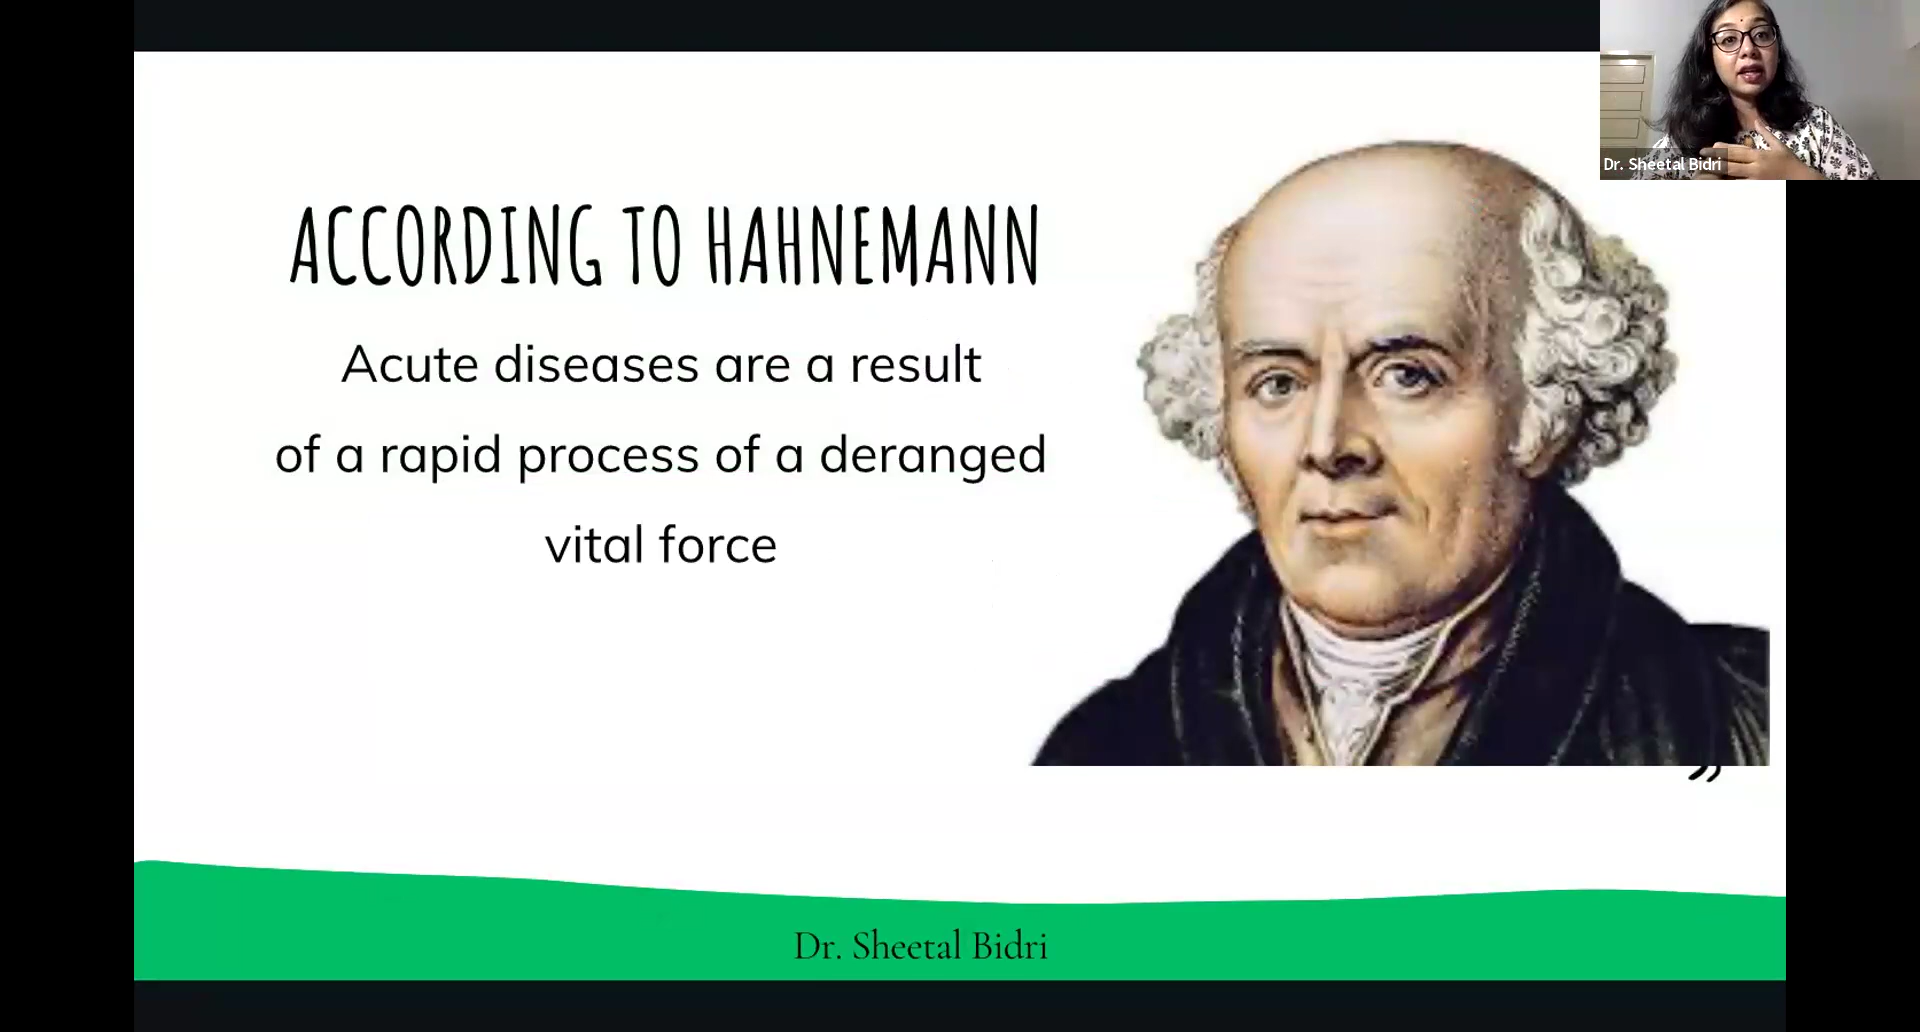 Dr. Sheetal Bidri
ACCORDING TO HAHNEMANN
Acute diseases are a result
of a rapid process of a deranged
vital force
”
Dr. Sheetal Bidri